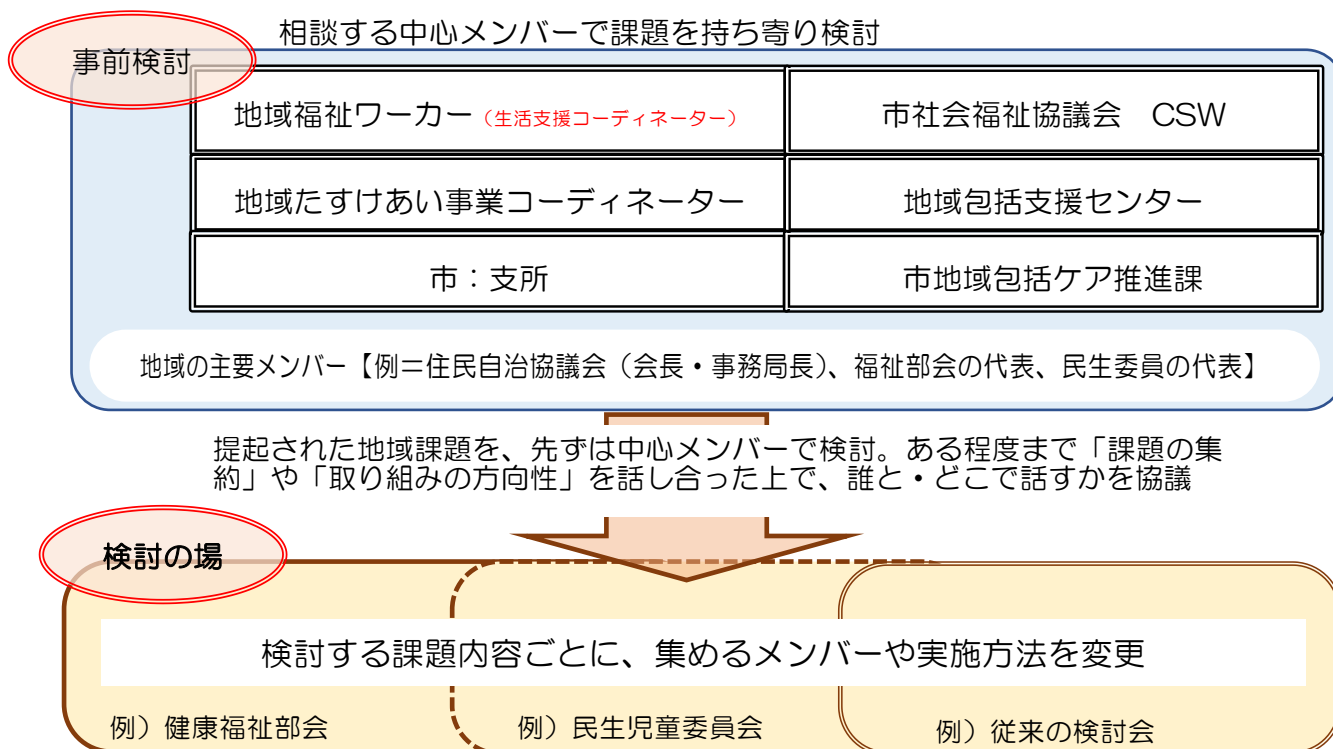 相談する中心メンバーで課題を持ち寄り検討
事前検討
地域福祉ワーカー（生活支援コーディネーター）
市社会福祉協議会　CSW
地域たすけあい事業コーディネーター
地域包括支援センター
市：支所
市地域包括ケア推進課
地域の主要メンバー【例＝住民自治協議会（会長・事務局長）、福祉部会の代表、民生委員の代表】
提起された地域課題を、先ずは中心メンバーで検討。ある程度まで「課題の集
約」や「取り組みの方向性」を話し合った上で、誰と・どこで話すかを協議
検討の場
検討する課題内容ごとに、集めるメンバーや実施方法を変更
例）健康福祉部会
例）民生児童委員会
例）従来の検討会